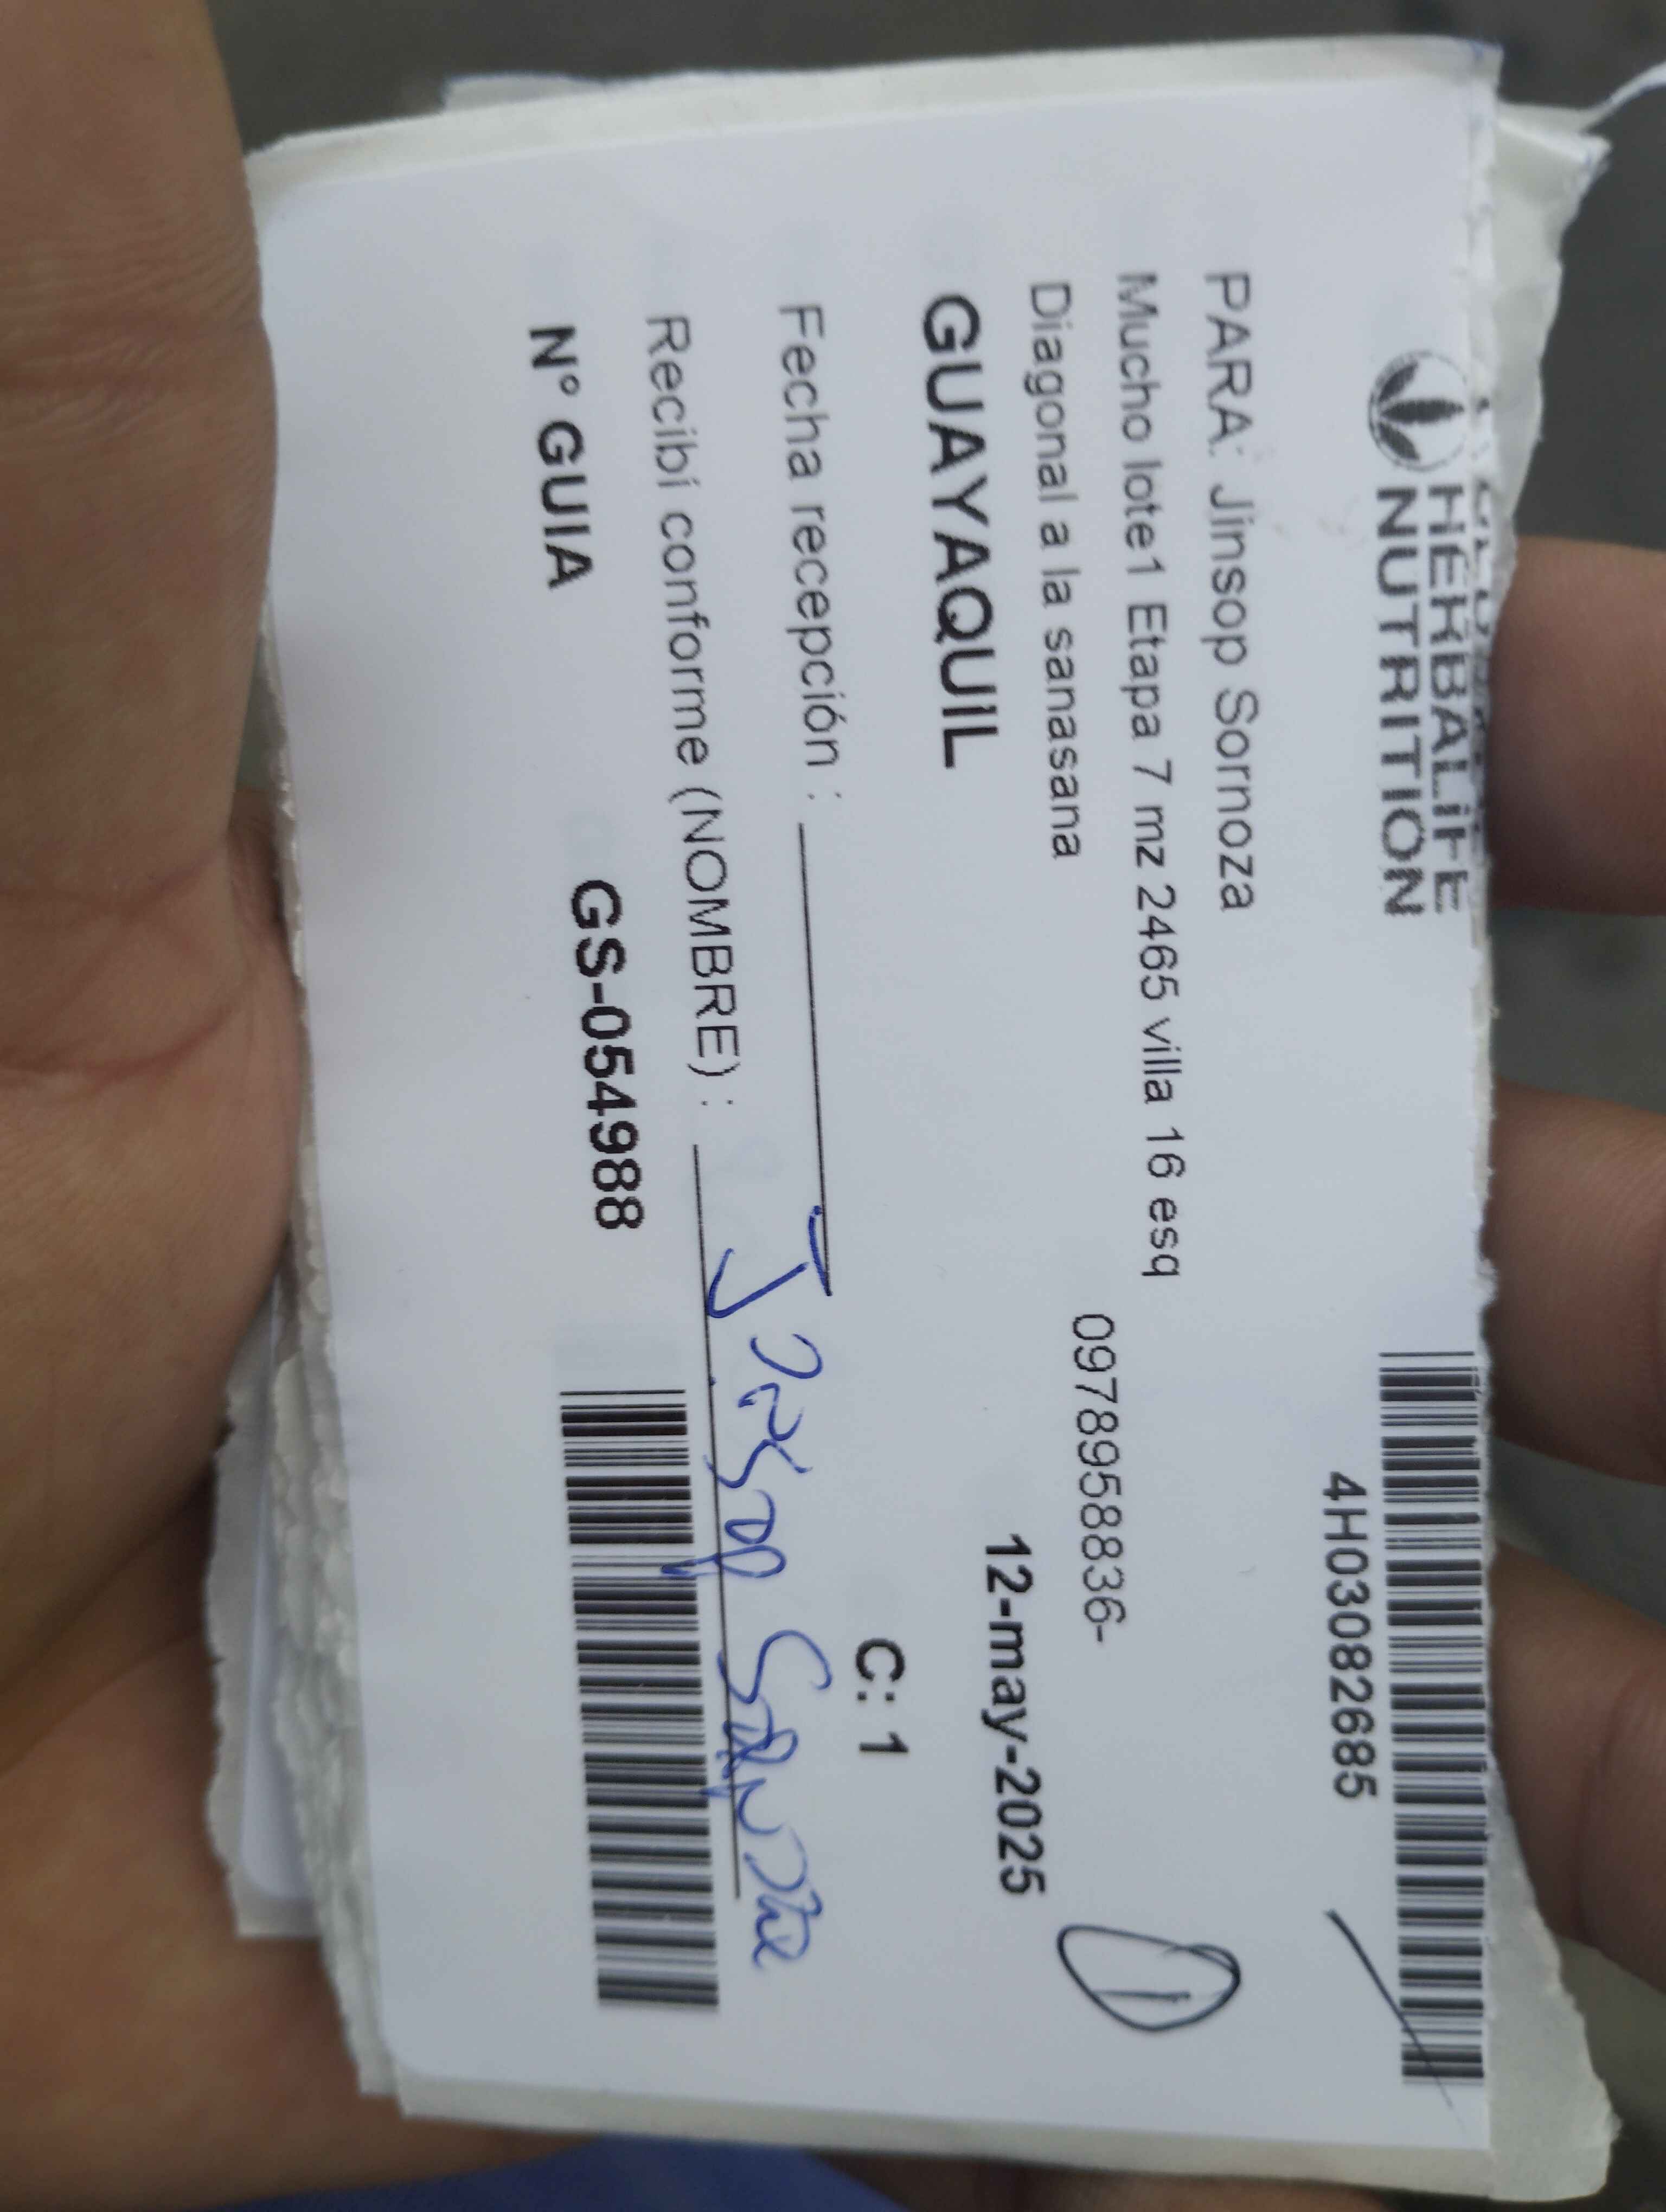 HERBALIFE
NUTRITION
4H03082685
PARA: Jinsop Sornoza
Mucho lote1 Etapa 7 mz 2465 villa 16 esq
Diagonal a la sanasana
0978958836-
GUAYAQUIL
12-may-2025
C: 1
Fecha recepción :
Recibí conforme (NOMBRE) : Jinsop
N° GUIA
GS-054988